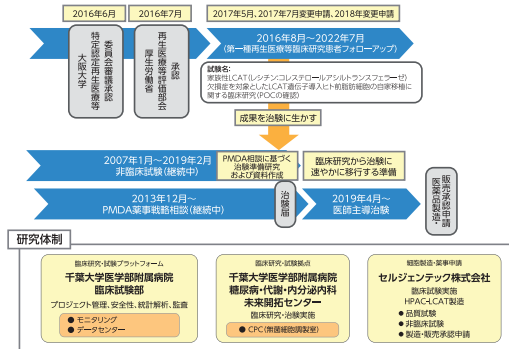 2016年6月
2016年7月
2017年5月、2017年7月変更申請、2018年変更申請
大阪大学
特定認定再生医療等
委員会審議承認
厚生労働省
再生医療等評価部会
承認
2016年8月～2022年7月
(第一種再生医療等臨床研究患者フォローアップ)
試験名:
家族性LCAT(レシチンコレステロールアシルトランスフェラーゼ)
欠損症を対象としたLCAT遺伝子導入ヒト前脂肪細胞の自家移植に
関する臨床研究(POCの確認)
成果を治験に生かす
2007年1月～2019年2月
非臨床試験(継続中)
PMDA相談に基づく
治験準備研究
および資料作成
臨床研究から治験に
速やかに移行する準備
2013年12月～
PMDA薬事戦略相談(継続中)
治験届
2019年4月～
医師主導治験
医薬品製造・
販売承認申請
研究体制
臨床研究・試験プラットフォーム
千葉大学医学部附属病院
臨床試験部
プロジェクト管理、安全性、統計解析、監査
● モニタリング
● データセンター
臨床研究・試験拠点
千葉大学医学部附属病院
糖尿病・代謝・内分泌内科
未来開拓センター
臨床研究・治験実施
● CPC(無菌細胞調製室)
細胞製造・薬事申請
セルジェンテック株式会社
臨床試験実施
HPAC-LCAT製造
● 品質試験
● 非臨床試験
● 製造・販売承認申請